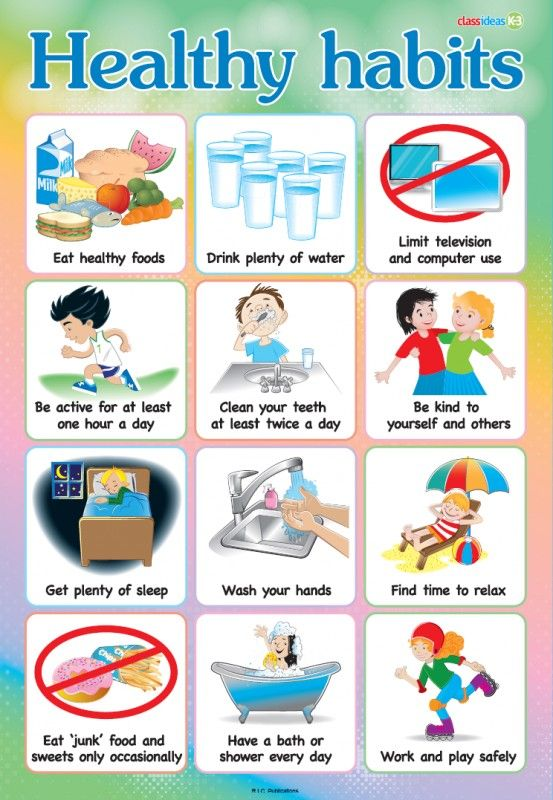 classideas K-3
Healthy habits
Milk
Milk
Eat healthy foods
Drink plenty of water
Limit television
and computer use
1
Be active for at least
one hour a day
Clean your teeth
at least twice a day
Be kind to
yourself and others
Get plenty of sleep
Wash your hands
Find time to relax
Eat ‘junk’ food and
sweets only occasionally
Have a bath or
shower every day
Work and play safely
R.I.C. Publications